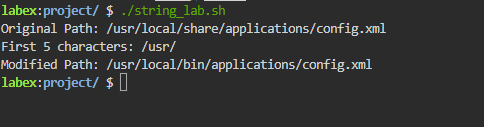 labex:project/ $ ./string_lab.sh
Original Path: /usr/local/share/applications/config.xml
First 5 characters: /usr/
Modified Path: /usr/local/bin/applications/config.xml
labex:project/ $